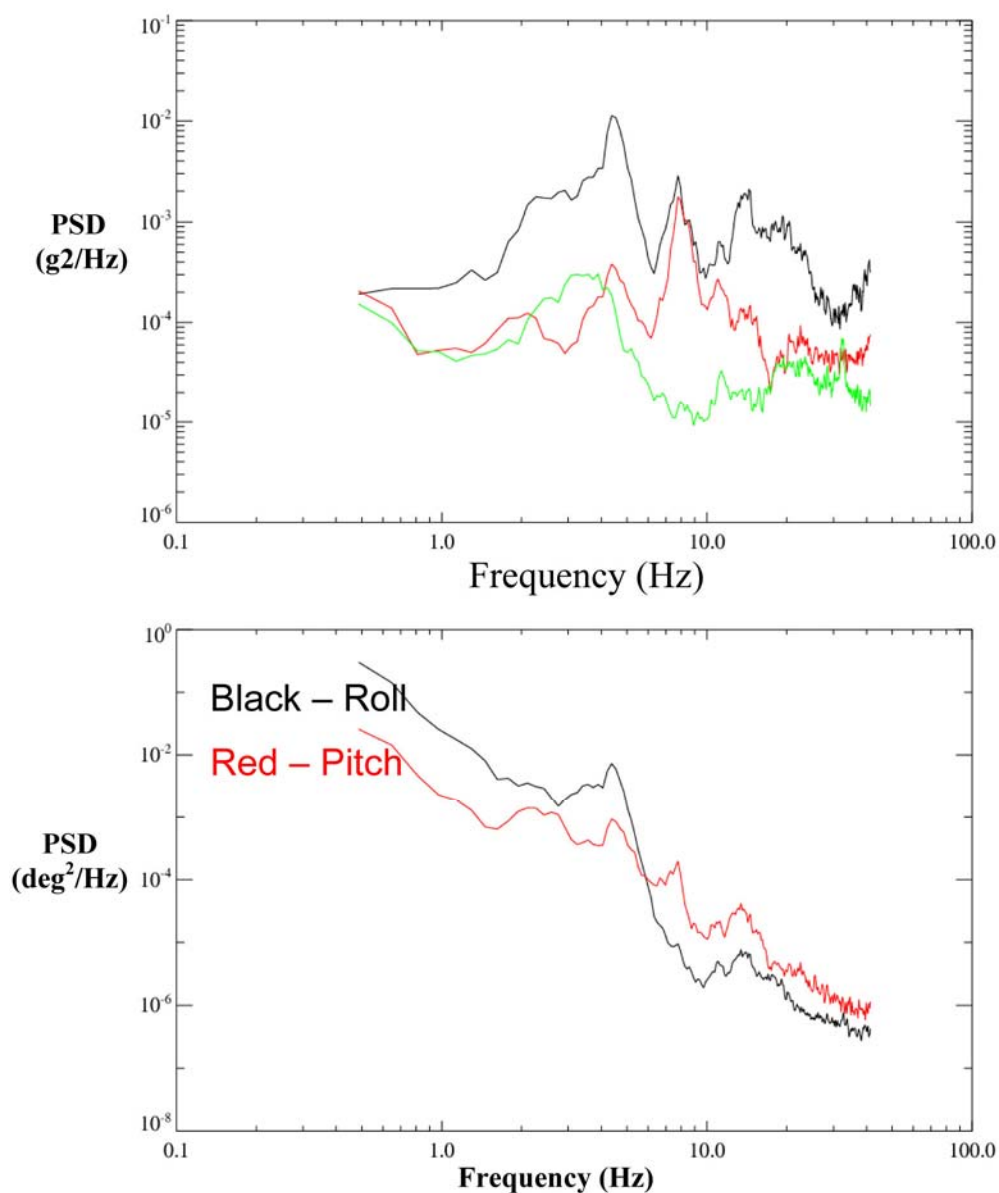 10⁻¹
10⁻²
PSD
(g2/Hz)
10⁻³
10⁻⁴
10⁻⁵
10⁻⁶
0.1 1.0 10.0 100.0
Frequency (Hz)
10⁰
Black – Roll
10⁻²
Red – Pitch
PSD
(deg²/Hz)
10⁻⁴
10⁻⁶
10⁻⁸
0.1 1.0 10.0 100.0
Frequency (Hz)